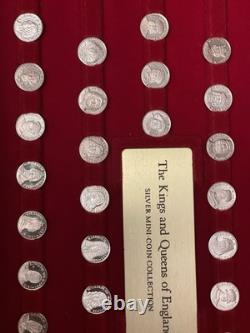 The Kings and Queens of England
SILVER MINI-COIN COLLECTION